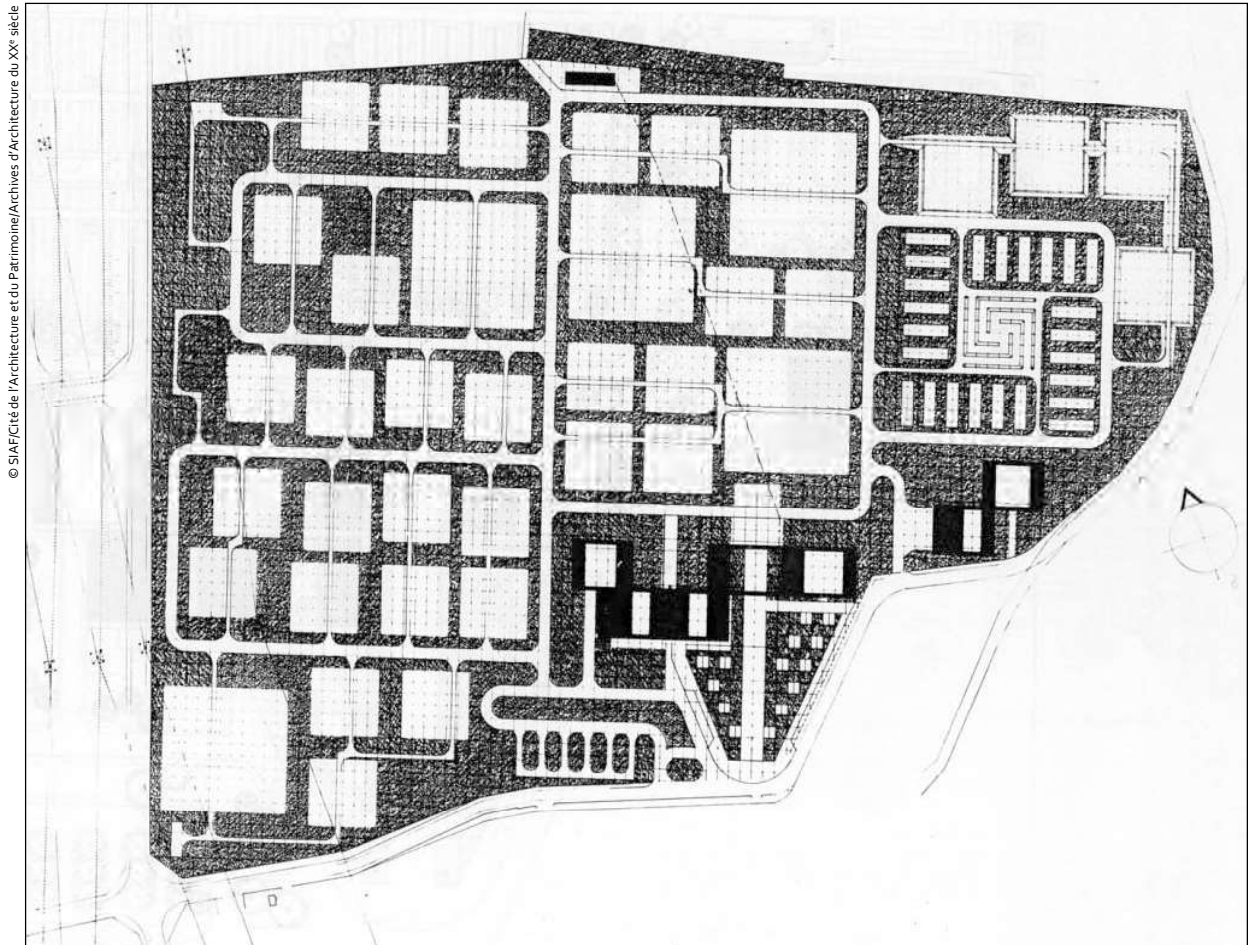 © SIAF/Cité de l'Architecture et du Patrimoine/Archives d'Architecture du XXᵉ siècle